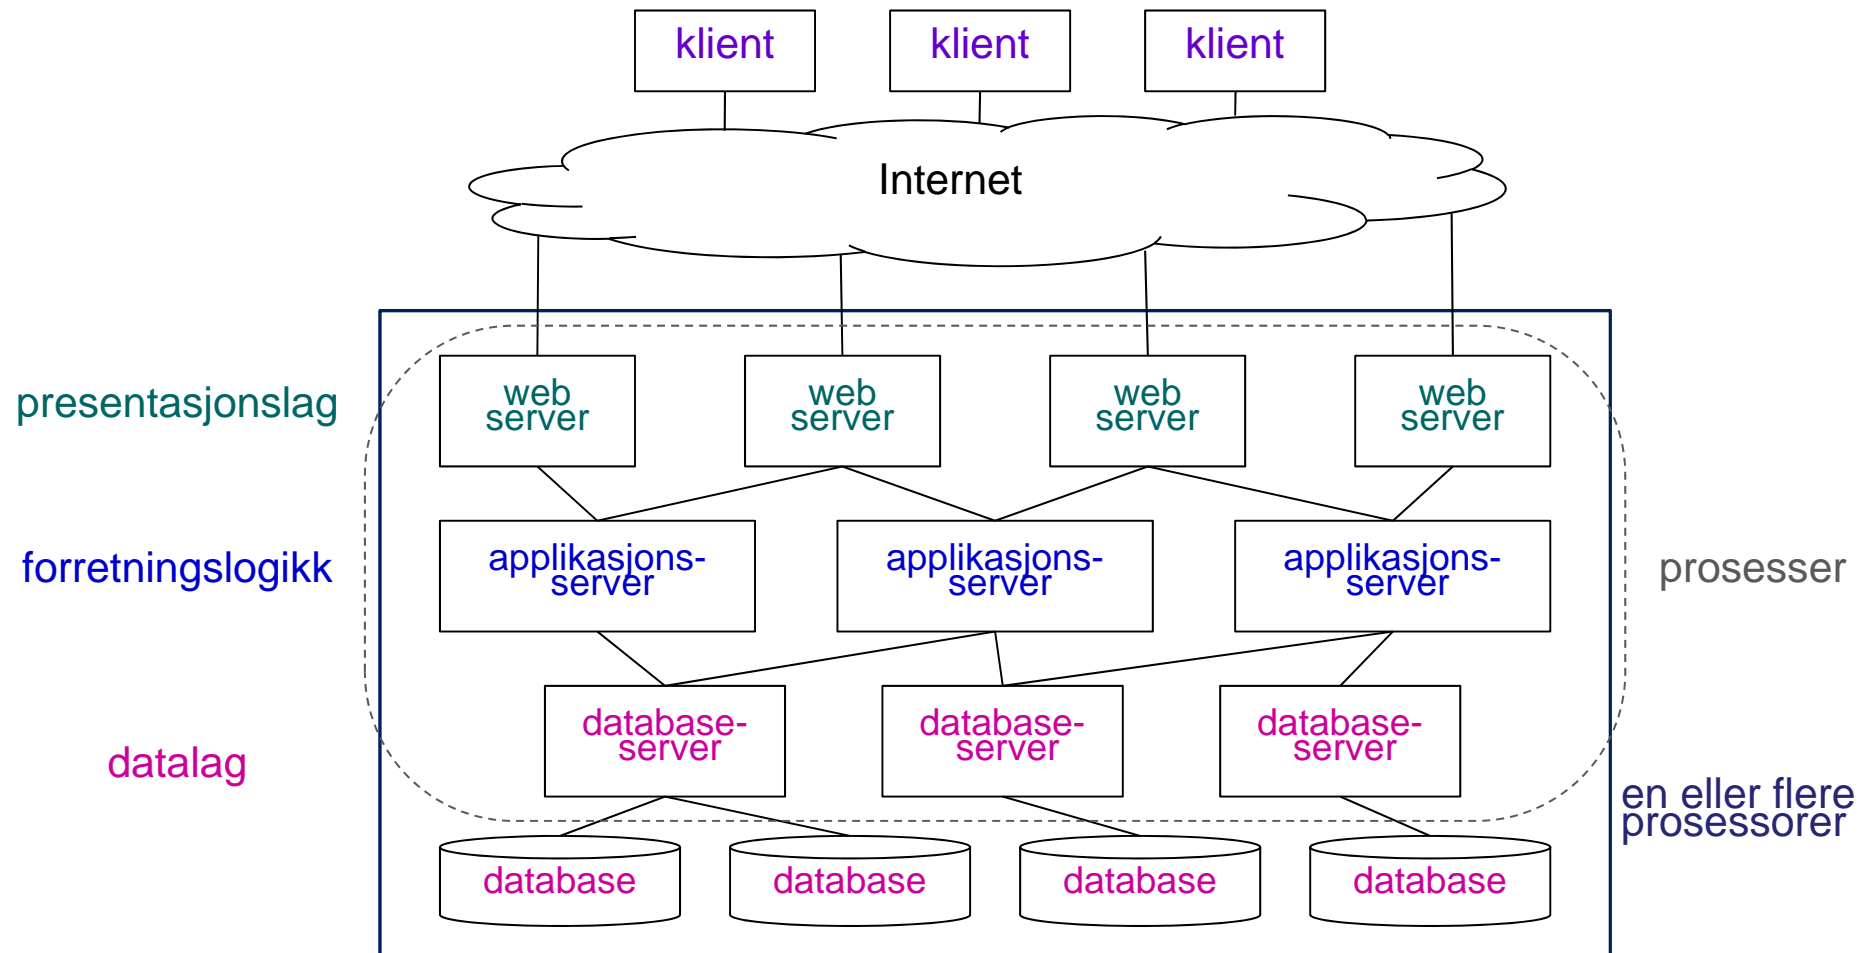 klient klient klient
Internet
presentasjonslag
web
server
web
server
web
server
web
server
forretningslogikk
applikasjons-
server
applikasjons-
server
applikasjons-
server
prosesser
datalag
database-
server
database-
server
database-
server
en eller flere
prosessorer
database database database database